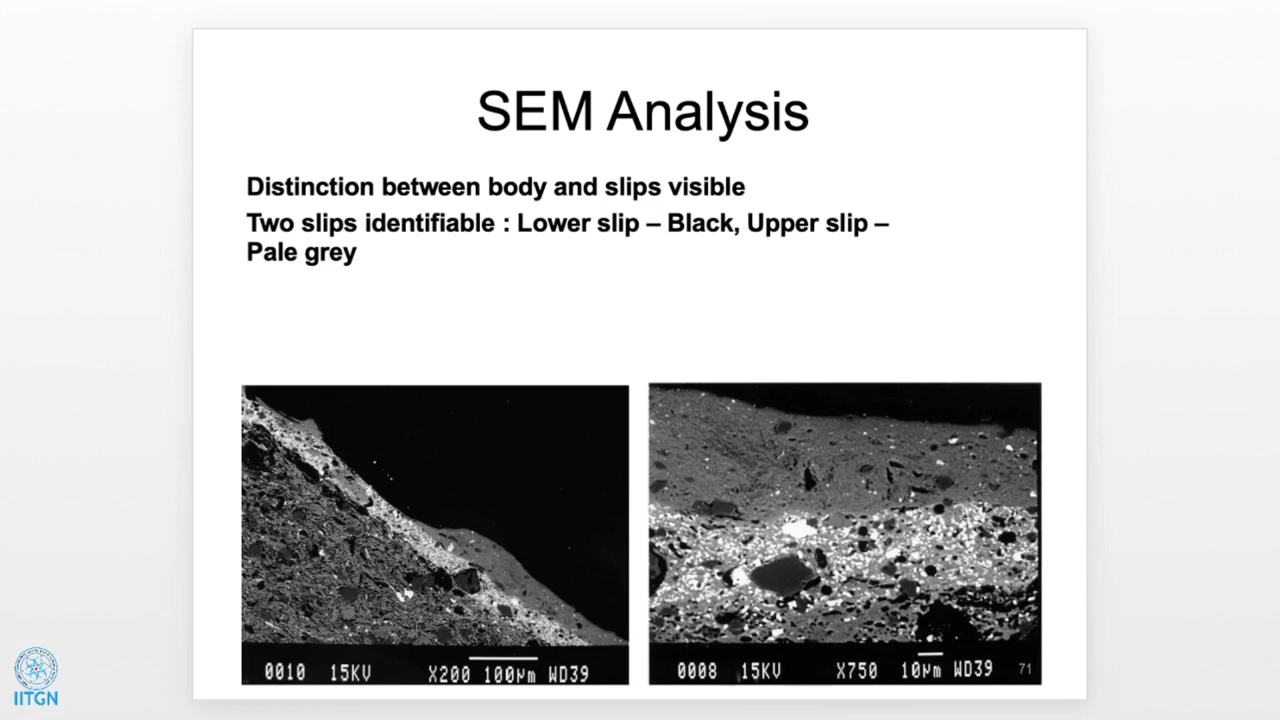 SEM Analysis
Distinction between body and slips visible
Two slips identifiable : Lower slip – Black, Upper slip –
Pale grey
0010 15KV X200 100µm WD39
0008 15KV X750 10µm WD39 71
IITGN